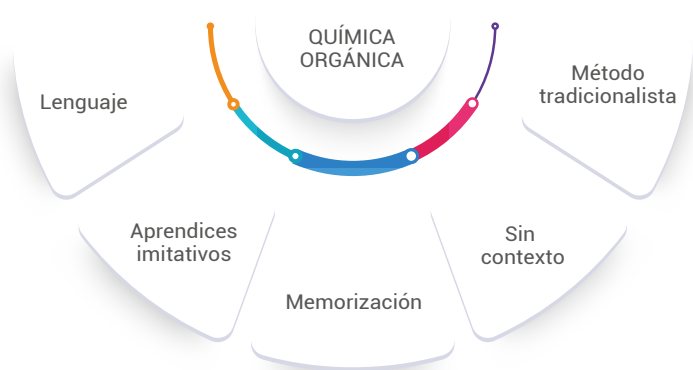 QUÍMICA
ORGÁNICA
Lenguaje
Aprendices
imitativos
Memorización
Sin
contexto
Método
tradicionalista